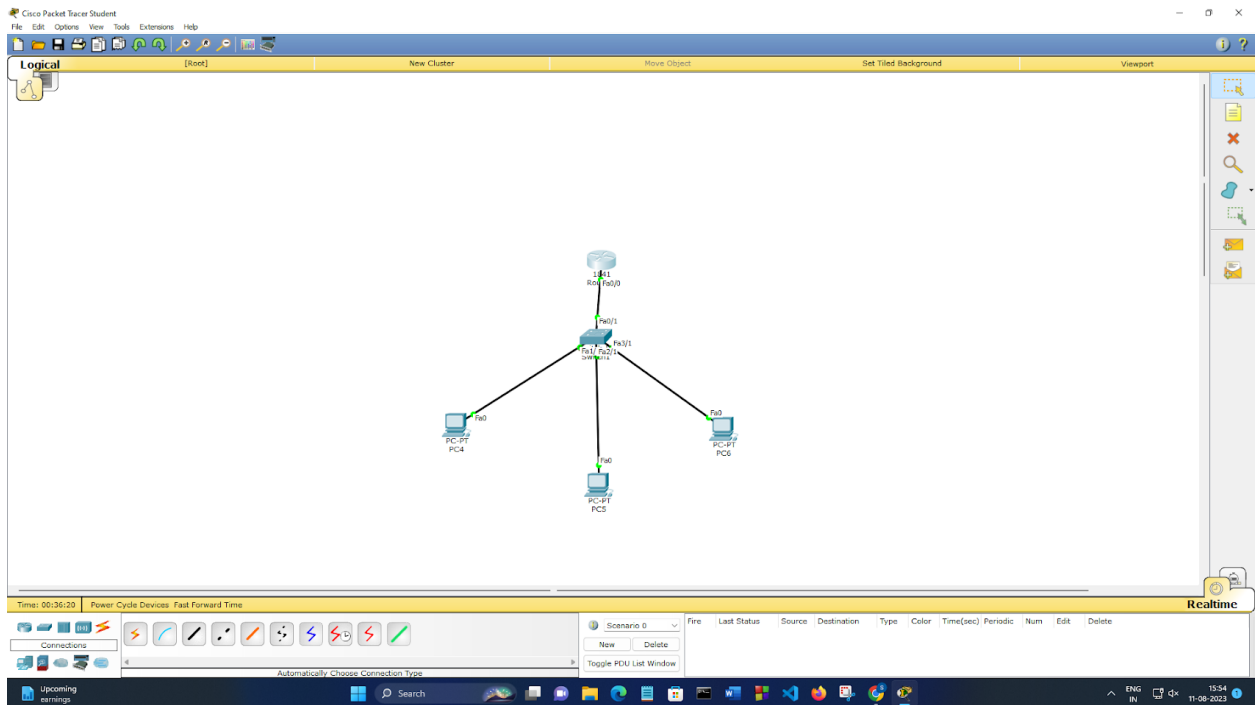 Cisco Packet Tracer Student
File Edit Options View Tools Extensions Help
Logical [Root] New Cluster Move Object Set Tiled Background Viewport
1841
Fa0/0
Fa0/1
Fa3/1
Fa1/ Fa2/1
Fa0
PC-PT
PC4
Fa0
PC-PT
PC6
Fa0
PC-PT
PC5
Time: 00:36:20 Power Cycle Devices Fast Forward Time Realtime
Scenario 0 Fire Last Status Source Destination Type Color Time(sec) Periodic Num Edit Delete
Connections New Delete
Toggle PDU List Window
Automatically Choose Connection Type
Upcoming
earnings
Search
ENG
IN
15:54
11-08-2023